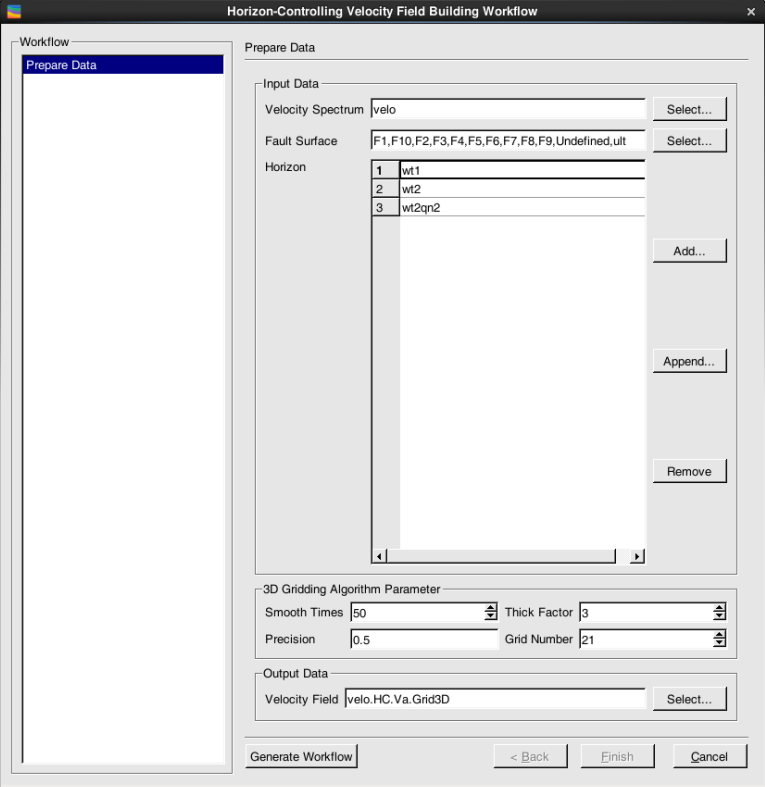 Horizon-Controlling Velocity Field Building Workflow
Workflow
Prepare Data
Prepare Data
Input Data
Velocity Spectrum velo Select...
Fault Surface F1,F10,F2,F3,F4,F5,F6,F7,F8,F9,Undefined,ult Select...
Horizon
1 wt1
2 wt2
3 wt2qn2
Add...
Append...
Remove
3D Gridding Algorithm Parameter
Smooth Times 50 Thick Factor 3
Precision 0.5 Grid Number 21
Output Data
Velocity Field velo.HC.Va.Grid3D Select...
Generate Workflow < Back Finish Cancel